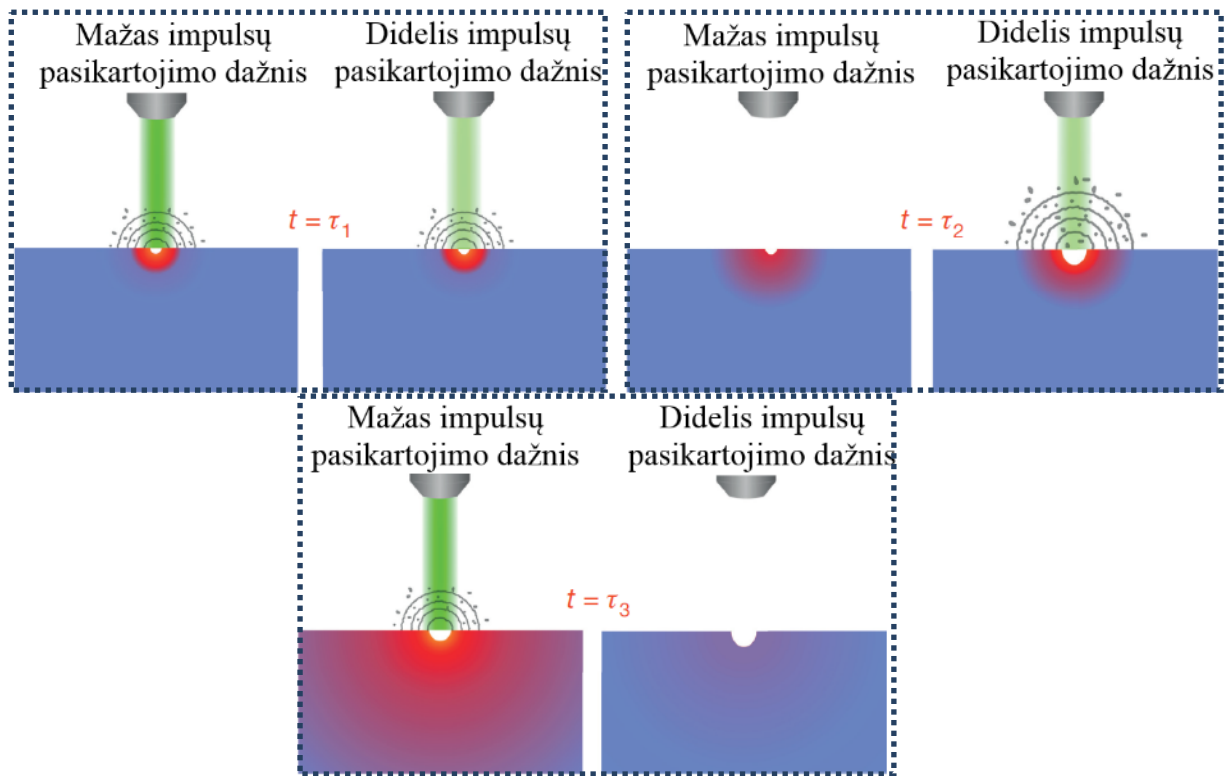 Mažas impulsų
pasikartojimo dažnis
Didelis impulsų
pasikartojimo dažnis
t = τ1
Mažas impulsų
pasikartojimo dažnis
Didelis impulsų
pasikartojimo dažnis
t = τ2
Mažas impulsų
pasikartojimo dažnis
Didelis impulsų
pasikartojimo dažnis
t = τ3